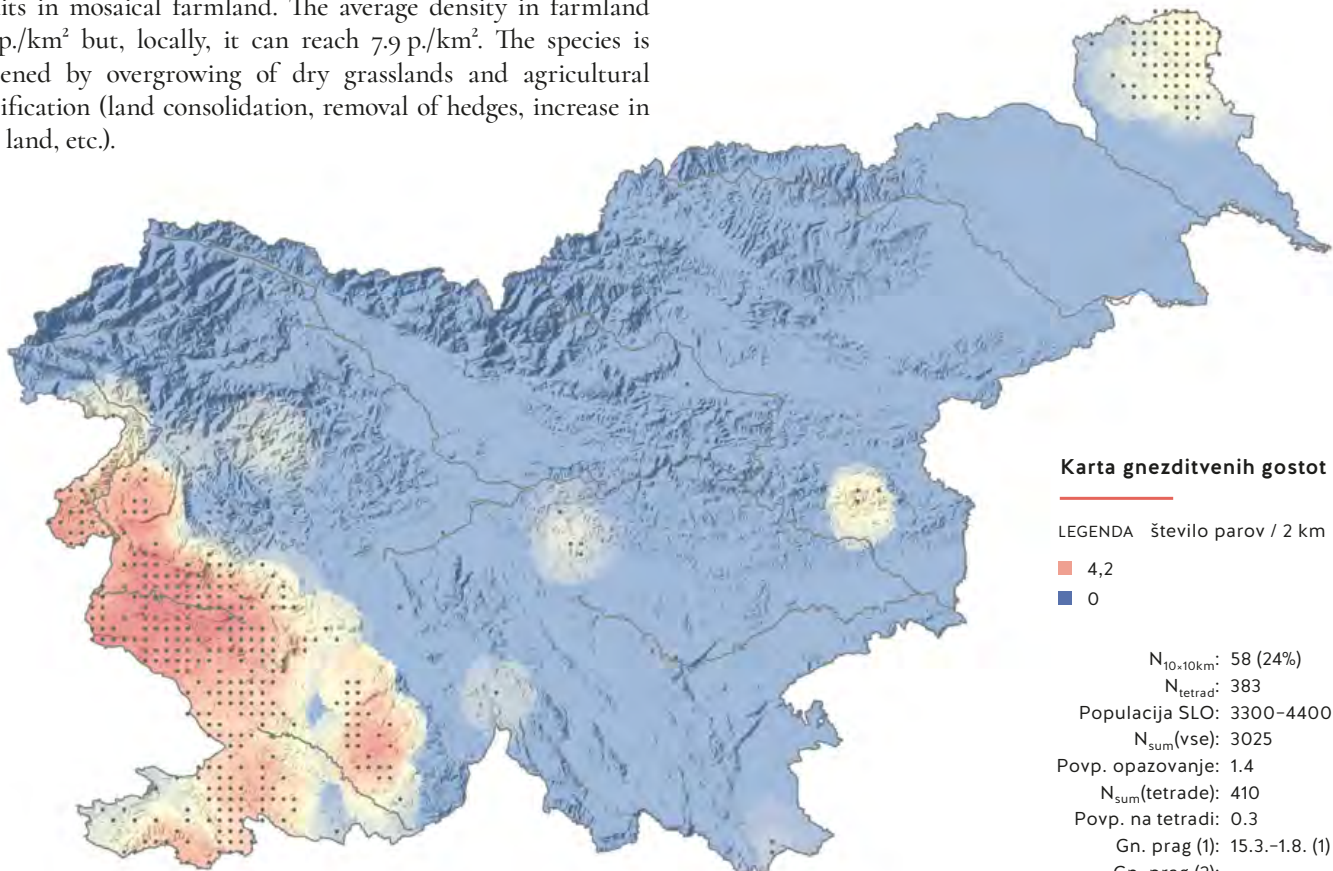 its in mosaical farmland. The average density in farmland
p./km² but, locally, it can reach 7.9 p./km². The species is
ened by overgrowing of dry grasslands and agricultural
ification (land consolidation, removal of hedges, increase in
land, etc.).
Karta gnezditvenih gostot
LEGENDA število parov / 2 km
4,2
0
N10×10km: 58 (24%)
Ntetrad: 383
Populacija SLO: 3300–4400
Nsum(vse): 3025
Povp. opazovanje: 1.4
Nsum(tetrade): 410
Povp. na tetradi: 0.3
Gn. prag (1): 15.3.–1.8. (1)